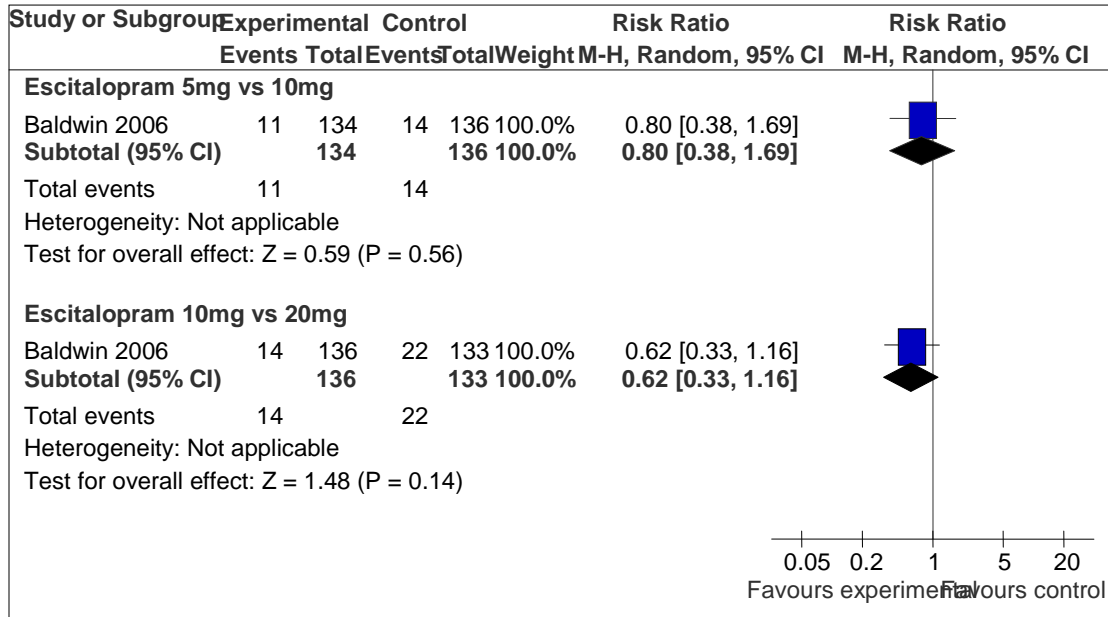 Study or Subgroup Experimental Control Risk Ratio Risk Ratio
Events Total Events Total Weight M-H, Random, 95% CI M-H, Random, 95% CI
Escitalopram 5mg vs 10mg
Baldwin 2006 11 134 14 136 100.0% 0.80 [0.38, 1.69]
Subtotal (95% CI) 134 136 100.0% 0.80 [0.38, 1.69]
Total events 11 14
Heterogeneity: Not applicable
Test for overall effect: Z = 0.59 (P = 0.56)
Escitalopram 10mg vs 20mg
Baldwin 2006 14 136 22 133 100.0% 0.62 [0.33, 1.16]
Subtotal (95% CI) 136 133 100.0% 0.62 [0.33, 1.16]
Total events 14 22
Heterogeneity: Not applicable
Test for overall effect: Z = 1.48 (P = 0.14)
0.05 0.2 1 5 20
Favours experimental Favours control